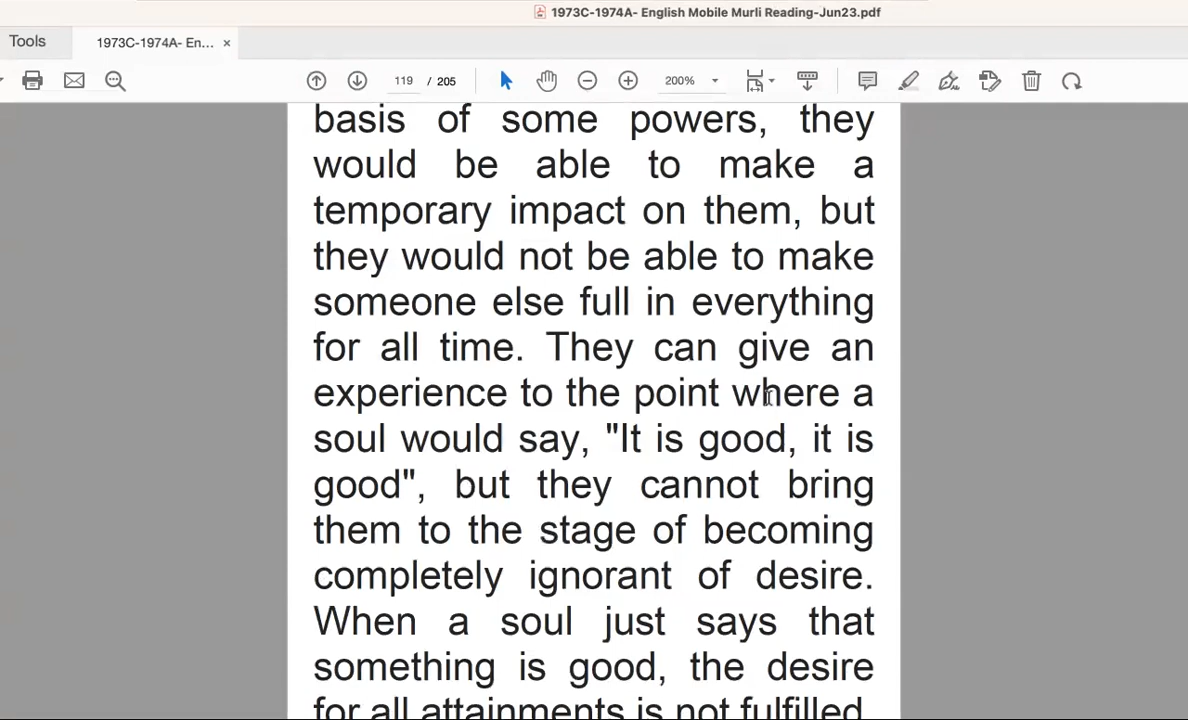 1973C-1974A- English Mobile Murli Reading-Jun23.pdf
Tools
1973C-1974A- En... ×
119 / 205
200%
basis of some powers, they
would be able to make a
temporary impact on them, but
they would not be able to make
someone else full in everything
for all time. They can give an
experience to the point where a
soul would say, "It is good, it is
good", but they cannot bring
them to the stage of becoming
completely ignorant of desire.
When a soul just says that
something is good, the desire
for all attainments is not fulfilled.